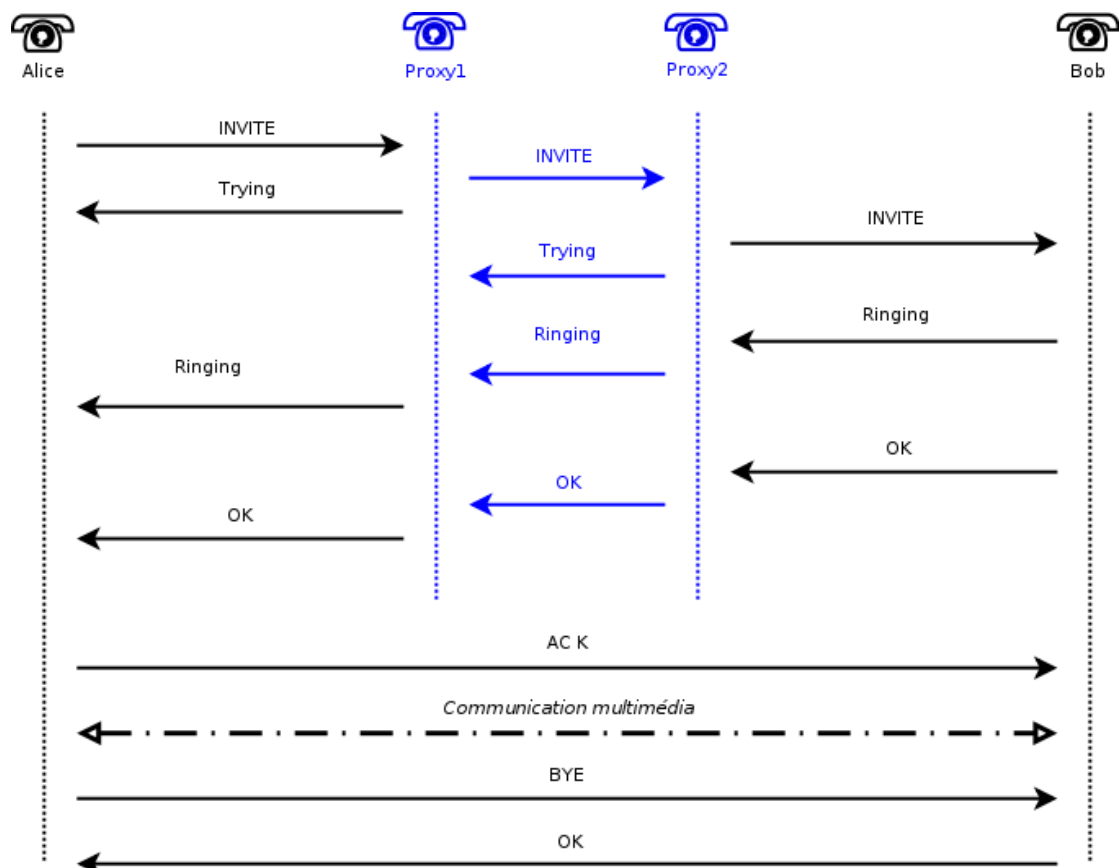 Alice
Proxy1
Proxy2
Bob
INVITE
INVITE
Trying
INVITE
Trying
Ringing
Ringing
Ringing
OK
OK
OK
AC K
Communication multimédia
BYE
OK